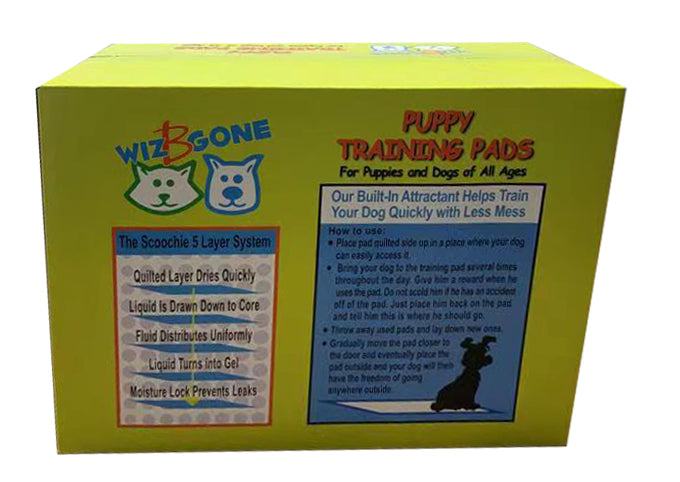 PUPPY
TRAINING PADS
WIZBGONE
PUPPY
TRAINING PADS
For Puppies and Dogs of All Ages
The Scoochie 5 Layer System
Quilted Layer Dries Quickly
Liquid Is Drawn Down to Core
Fluid Distributes Uniformly
Liquid Turns into Gel
Moisture Lock Prevents Leaks
Our Built-In Attractant Helps Train
Your Dog Quickly with Less Mess
How to use:
• Place pad quilted side up in a place where your dog
can easily access it.
• Bring your dog to the training pad several times
throughout the day. Give him a reward when he
uses the pad. Do not scold him if he has an accident
off of the pad. Just place him back on the pad
and tell him this is where he should go.
• Throw away used pads and lay down new ones.
• Gradually move the pad closer to
the door and eventually place the
pad outside and your dog will then
have the freedom of going
anywhere outside.